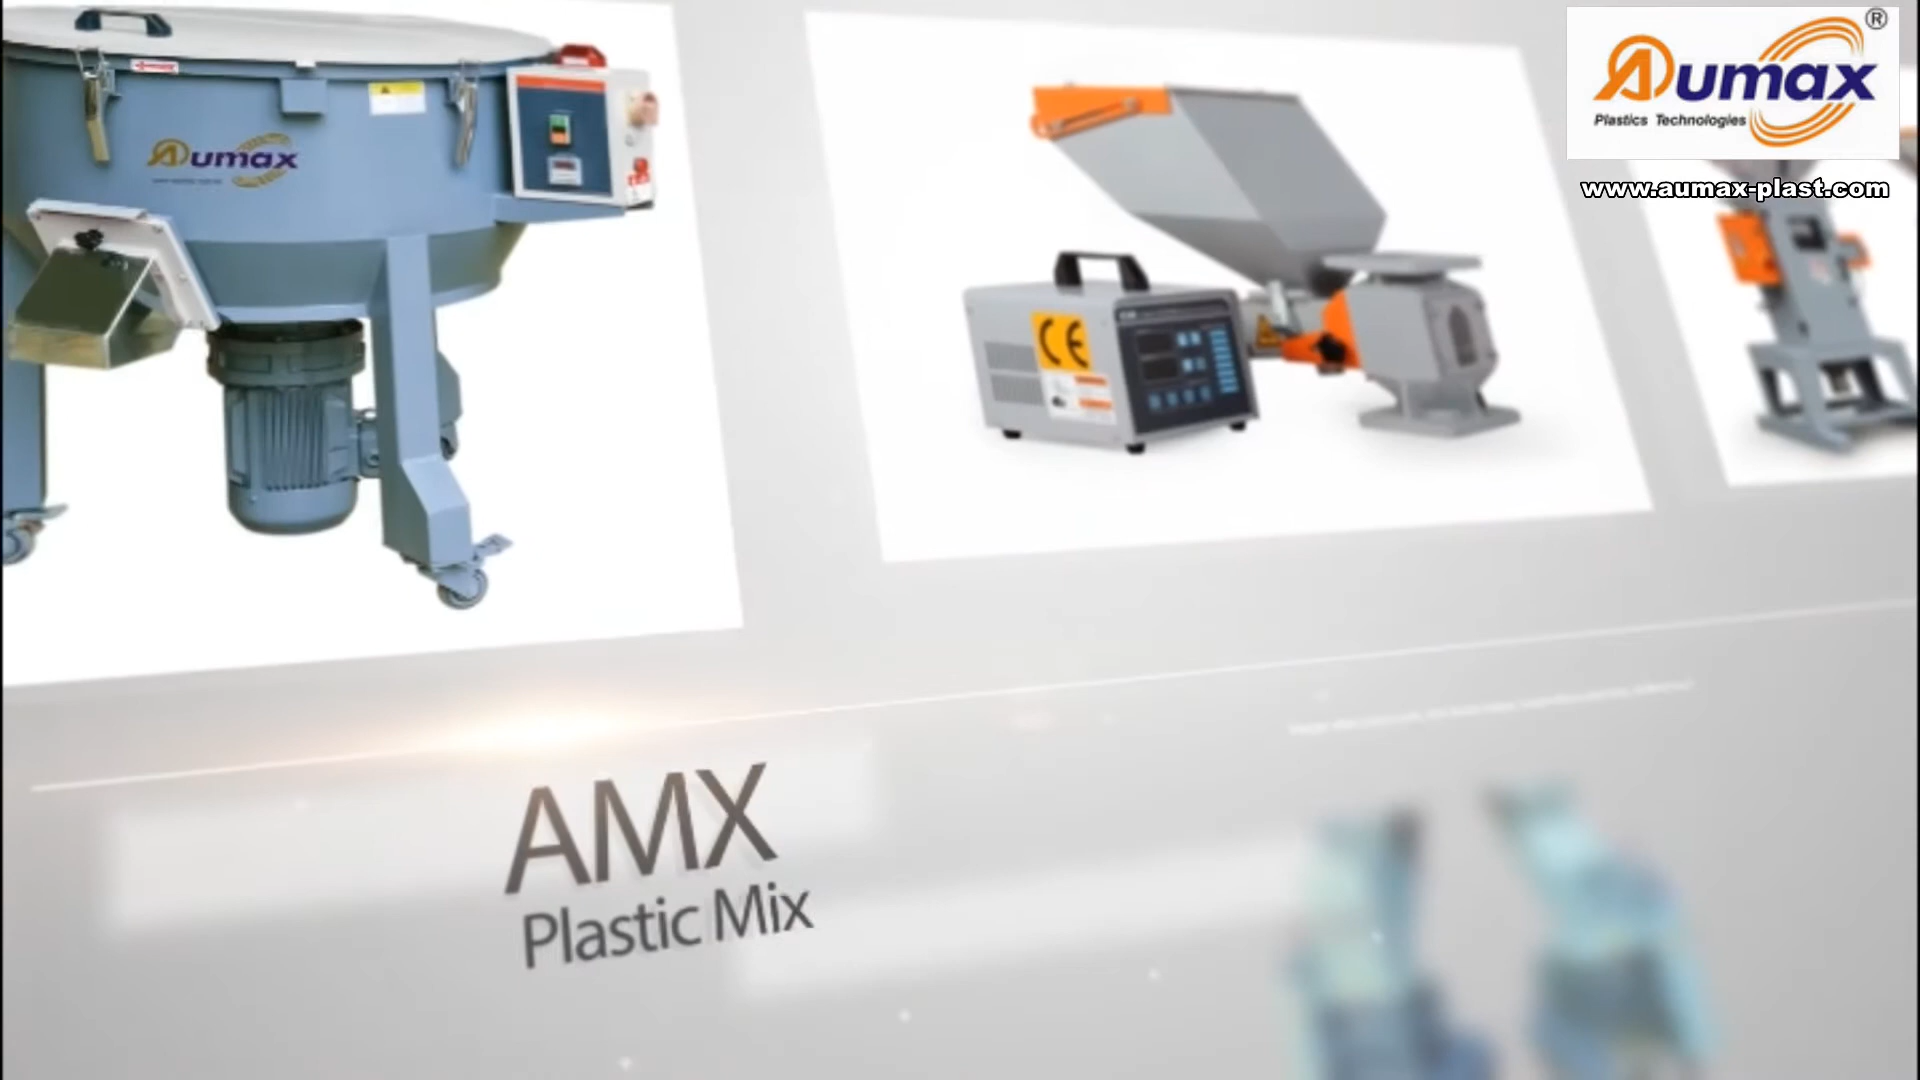 Aumax
Plastics Technologies
®
www.aumax-plast.com
Aumax
CE
AMX
Plastic Mix